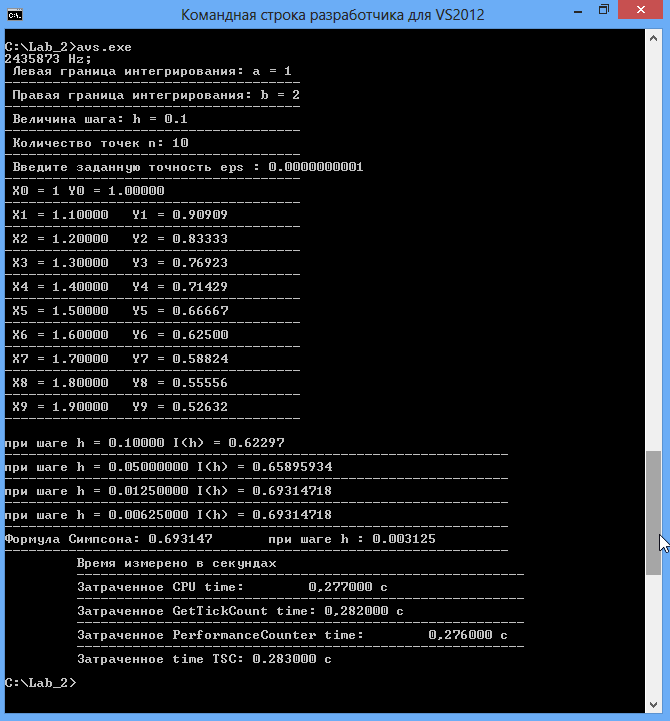 Командная строка разработчика для VS2012
C:\Lab_2>avs.exe
2435873 Hz;
Левая граница интегрирования: a = 1
Правая граница интегрирования: b = 2
Величина шага: h = 0.1
Количество точек n: 10
Введите заданную точность eps : 0.0000000001
X0 = 1 Y0 = 1.00000
X1 = 1.10000   Y1 = 0.90909
X2 = 1.20000   Y2 = 0.83333
X3 = 1.30000   Y3 = 0.76923
X4 = 1.40000   Y4 = 0.71429
X5 = 1.50000   Y5 = 0.66667
X6 = 1.60000   Y6 = 0.62500
X7 = 1.70000   Y7 = 0.58824
X8 = 1.80000   Y8 = 0.55556
X9 = 1.90000   Y9 = 0.52632
при шаге h = 0.10000 I(h) = 0.62297
при шаге h = 0.05000000 I(h) = 0.65895934
при шаге h = 0.01250000 I(h) = 0.69314718
при шаге h = 0.00625000 I(h) = 0.69314718
Формула Симпсона: 0.693147       при шаге h : 0.003125
Время измерено в секундах
Затраченное CPU time:        0,277000 с
Затраченное GetTickCount time: 0,282000 с
Затраченное PerformanceCounter time:        0,276000 с
Затраченное time TSC: 0.283000 с
C:\Lab_2>